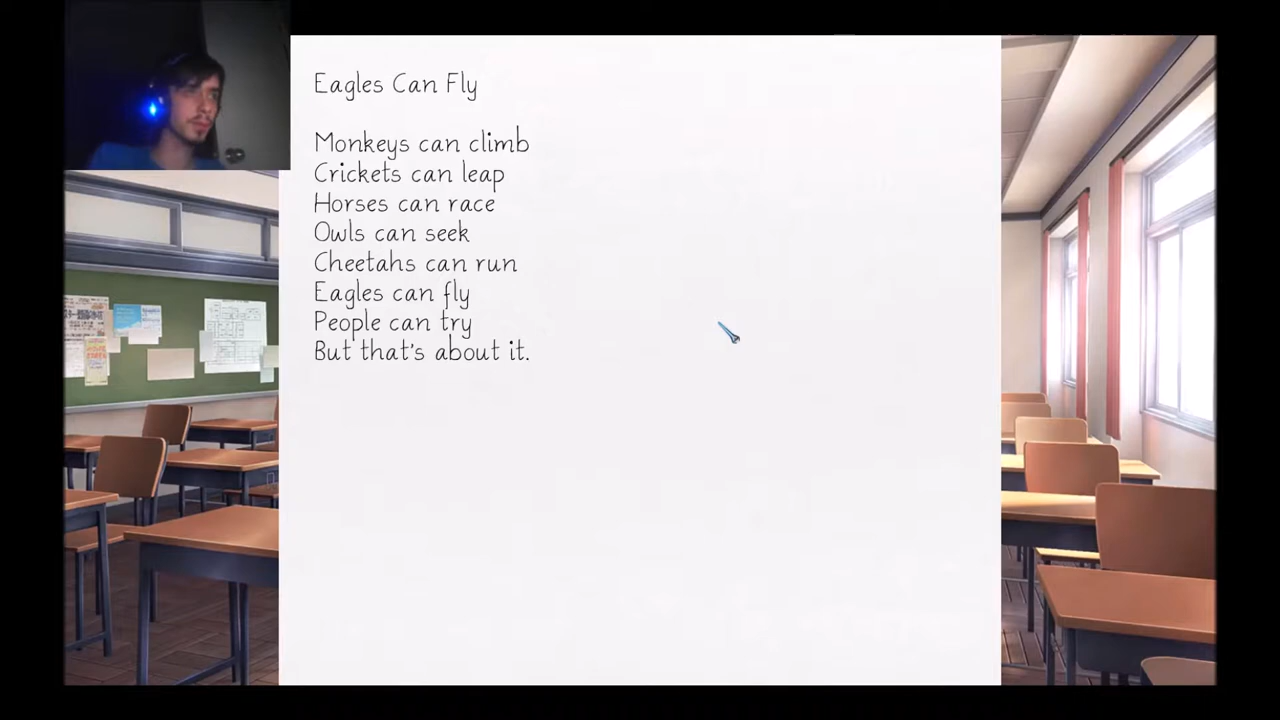 Eagles Can Fly
Monkeys can climb
Crickets can leap
Horses can race
Owls can seek
Cheetahs can run
Eagles can fly
People can try
But that's about it.